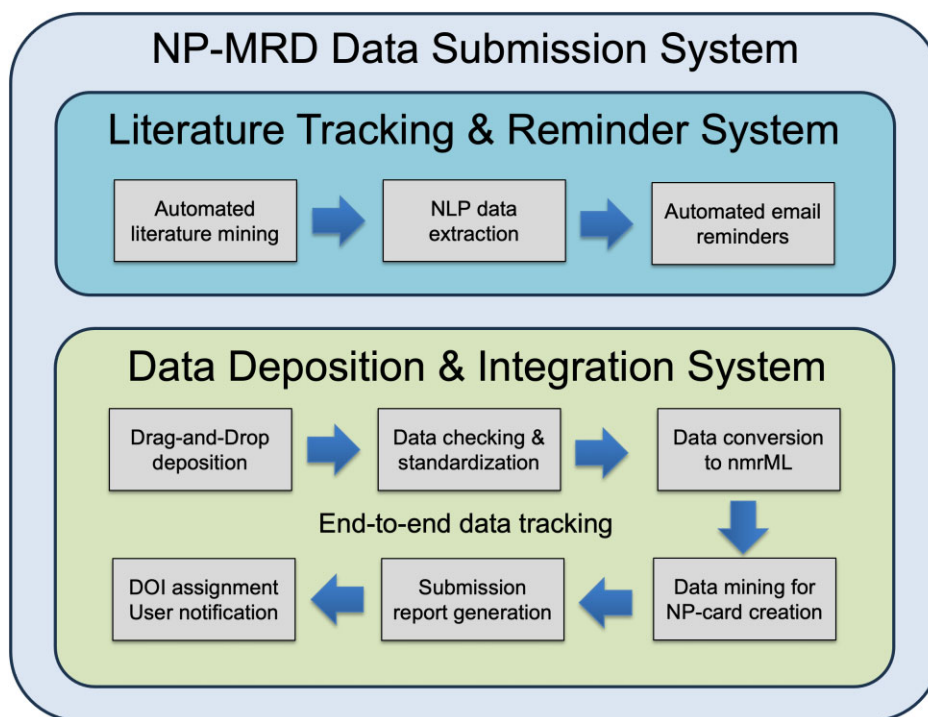 NP-MRD Data Submission System
Literature Tracking & Reminder System
Automated
literature mining
NLP data
extraction
Automated email
reminders
Data Deposition & Integration System
Drag-and-Drop
deposition
Data checking &
standardization
Data conversion
to nmrML
End-to-end data tracking
DOI assignment
User notification
Submission
report generation
Data mining for
NP-card creation